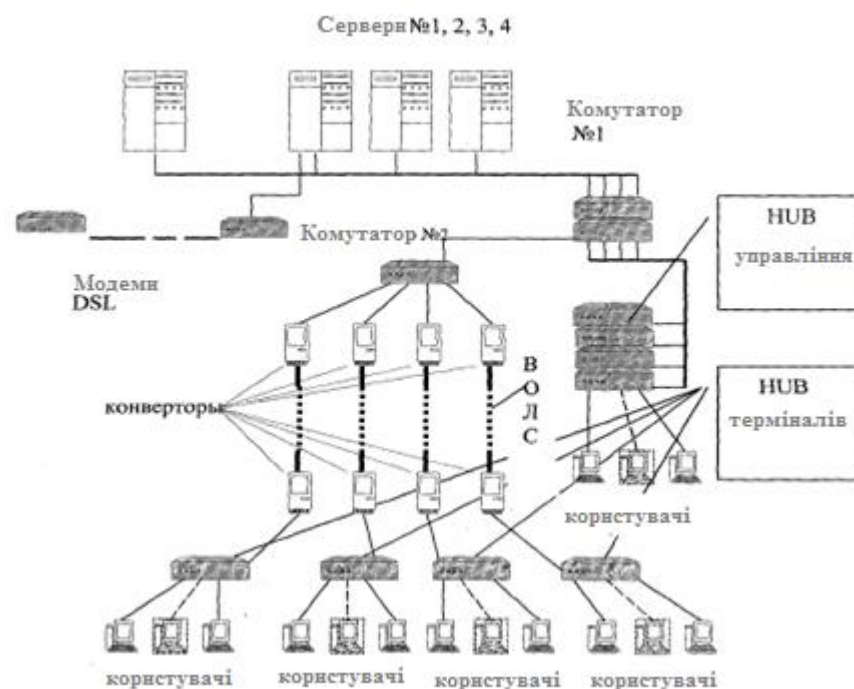 Сервери №1, 2, 3, 4
Комутатор
№1
HUB
управління
Комутатор №2
Модеми
DSL
ВОЛС
HUB
терміналів
конверторы
користувачі
користувачі
користувачі
користувачі
користувачі